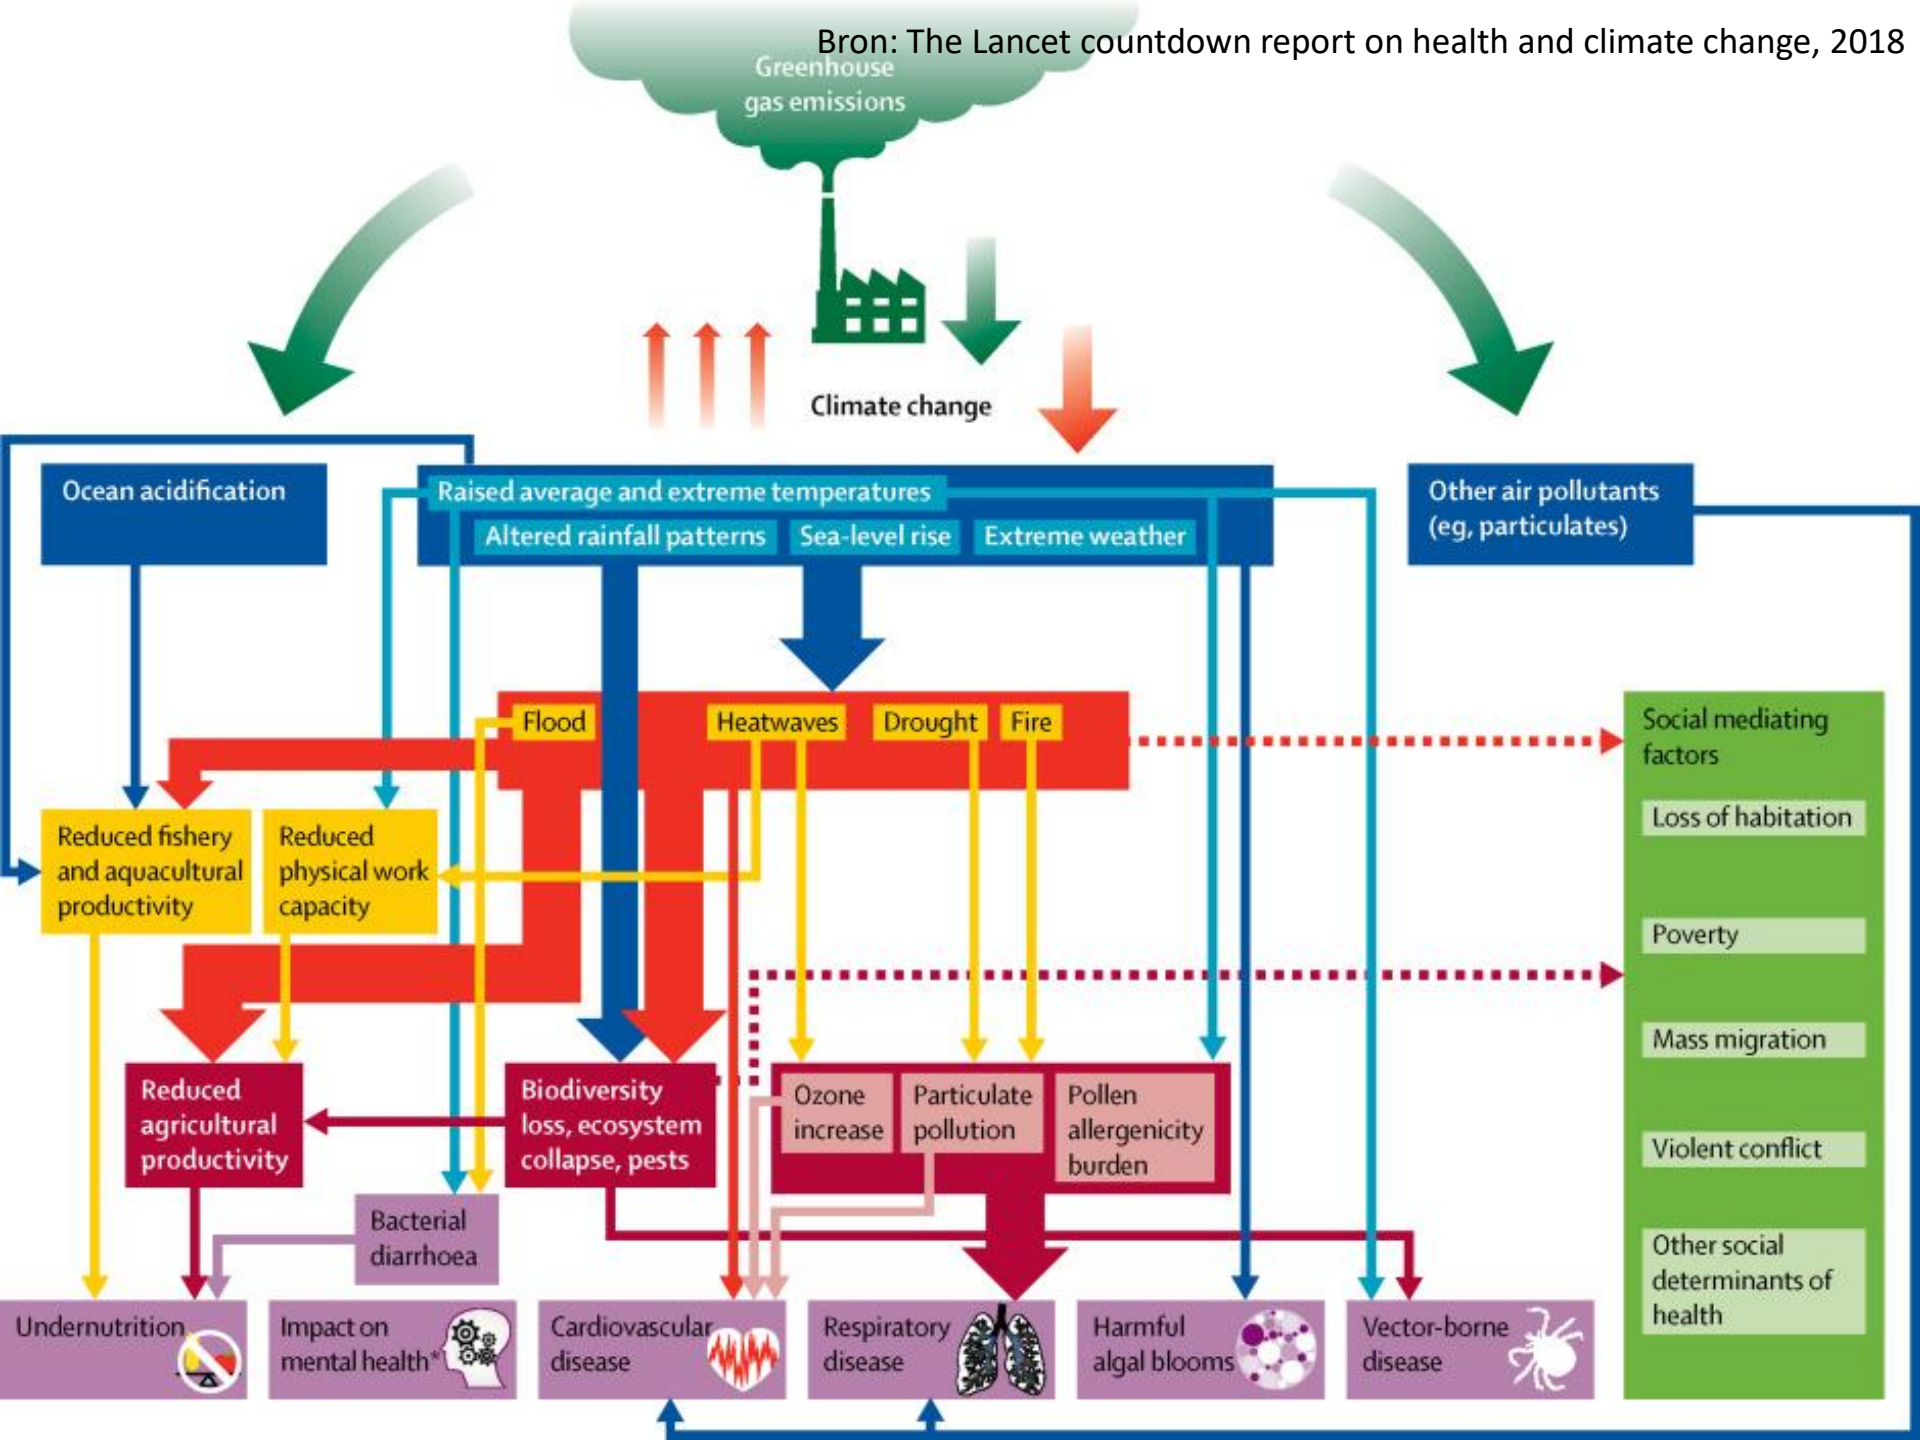 Bron: The Lancet countdown report on health and climate change, 2018
Greenhouse
gas emissions
Climate change
Ocean acidification
Raised average and extreme temperatures
Altered rainfall patterns
Sea-level rise
Extreme weather
Other air pollutants
(eg, particulates)
Flood
Heatwaves
Drought
Fire
Social mediating
factors
Loss of habitation
Poverty
Mass migration
Violent conflict
Other social
determinants of
health
Reduced fishery
and aquacultural
productivity
Reduced
physical work
capacity
Reduced
agricultural
productivity
Biodiversity
loss, ecosystem
collapse, pests
Ozone
increase
Particulate
pollution
Pollen
allergenicity
burden
Bacterial
diarrhoea
Undernutrition
Impact on
mental health*
Cardiovascular
disease
Respiratory
disease
Harmful
algal blooms
Vector-borne
disease